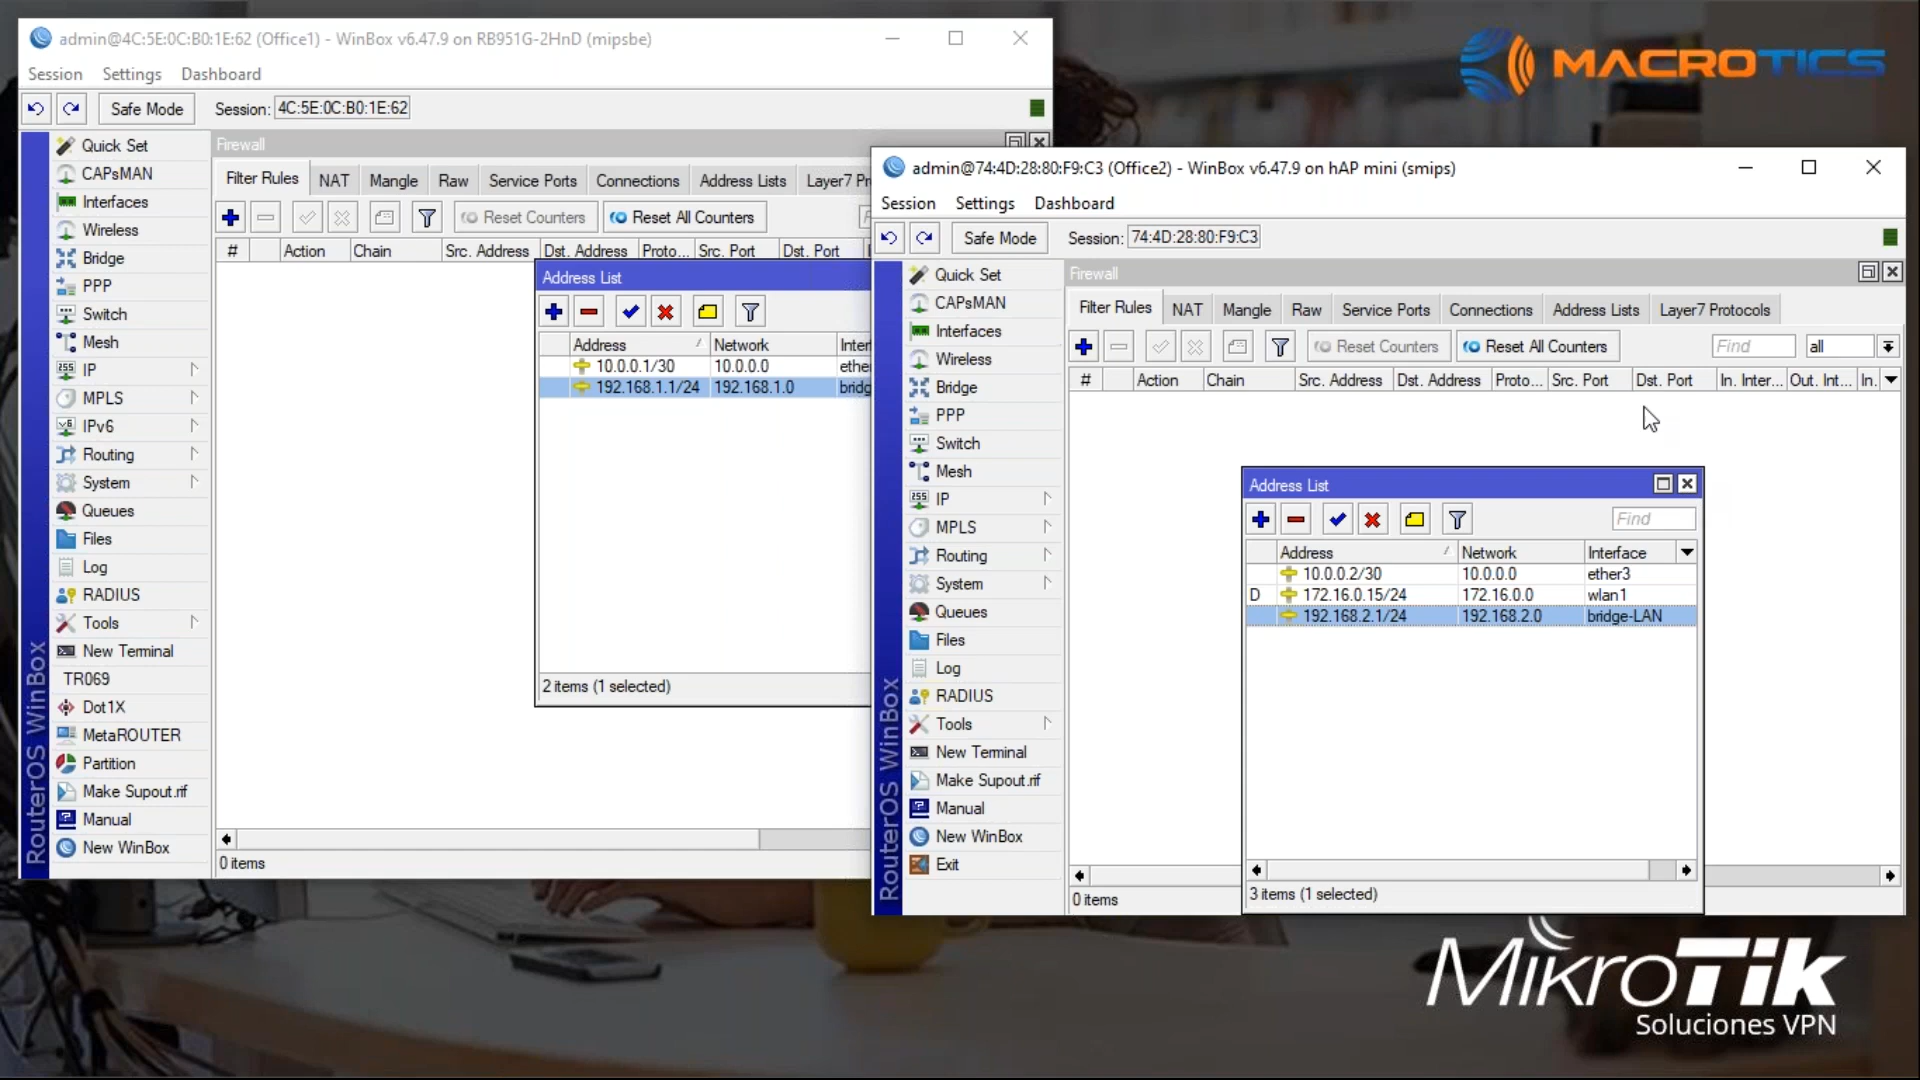 admin@4C:5E:0C:B0:1E:62 (Office1) - WinBox v6.47.9 on RB951G-2HnD (mipsbe)
Session Settings Dashboard
Safe Mode Session: 4C:5E:0C:B0:1E:62
Quick Set
CAPsMAN
Interfaces
Wireless
Bridge
PPP
Switch
Mesh
IP
MPLS
IPv6
Routing
System
Queues
Files
Log
RADIUS
Tools
New Terminal
TR069
Dot1X
MetaROUTER
Partition
Make Supout.rif
Manual
New WinBox
RouterOS WinBox
Firewall
Filter Rules NAT Mangle Raw Service Ports Connections Address Lists Layer7 Pr
Reset Counters Reset All Counters
# Action Chain Src. Address Dst. Address Proto... Src. Port Dst. Port
0 items
Address List
Address Network Inter
10.0.0.1/30 10.0.0.0 ethe
192.168.1.1/24 192.168.1.0 bridg
2 items (1 selected)
MACROTICS
admin@74:4D:28:80:F9:C3 (Office2) - WinBox v6.47.9 on hAP mini (smips)
Session Settings Dashboard
Safe Mode Session: 74:4D:28:80:F9:C3
Quick Set
CAPsMAN
Interfaces
Wireless
Bridge
PPP
Switch
Mesh
IP
MPLS
Routing
System
Queues
Files
Log
RADIUS
Tools
New Terminal
Make Supout.rif
Manual
New WinBox
Exit
RouterOS WinBox
Firewall
Filter Rules NAT Mangle Raw Service Ports Connections Address Lists Layer7 Protocols
Reset Counters Reset All Counters Find all
# Action Chain Src. Address Dst. Address Proto... Src. Port Dst. Port In. Inter... Out. Int... In.
0 items
Address List
Find
Address Network Interface
10.0.0.2/30 10.0.0.0 ether3
D 172.16.0.15/24 172.16.0.0 wlan1
192.168.2.1/24 192.168.2.0 bridge-LAN
3 items (1 selected)
MikroTik
Soluciones VPN